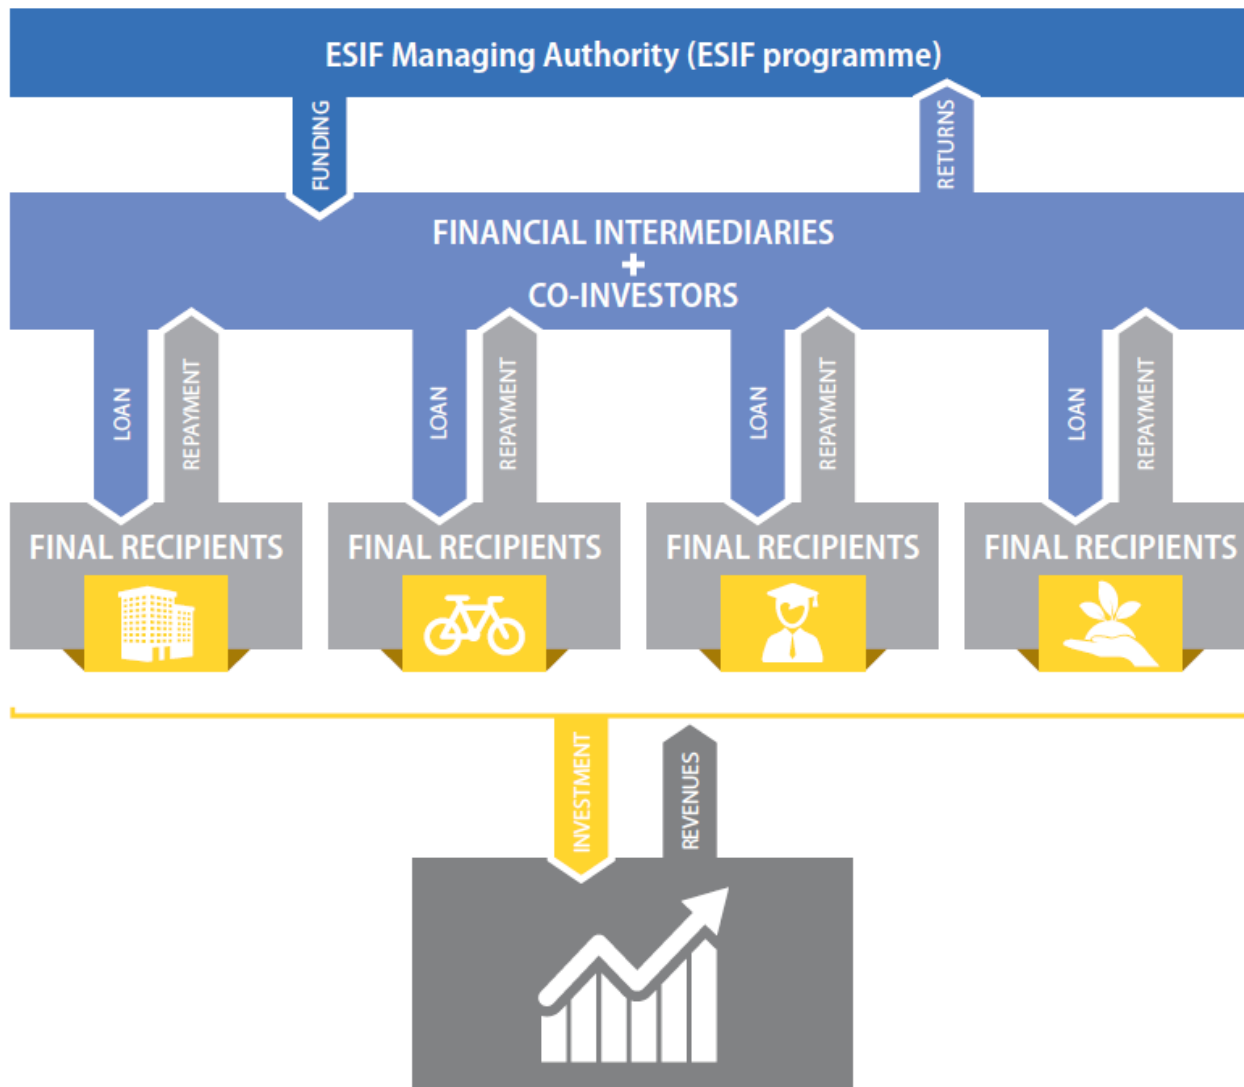 ESIF Managing Authority (ESIF programme)
FUNDING
RETURNS
FINANCIAL INTERMEDIARIES
+
CO-INVESTORS
LOAN
REPAYMENT
LOAN
REPAYMENT
LOAN
REPAYMENT
LOAN
REPAYMENT
FINAL RECIPIENTS
FINAL RECIPIENTS
FINAL RECIPIENTS
FINAL RECIPIENTS
INVESTMENT
REVENUES